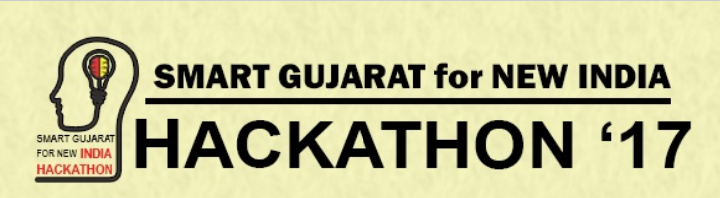 SMART GUJARAT for NEW INDIA
HACKATHON ‘17
SMART GUJARAT
FOR NEW INDIA
HACKATHON